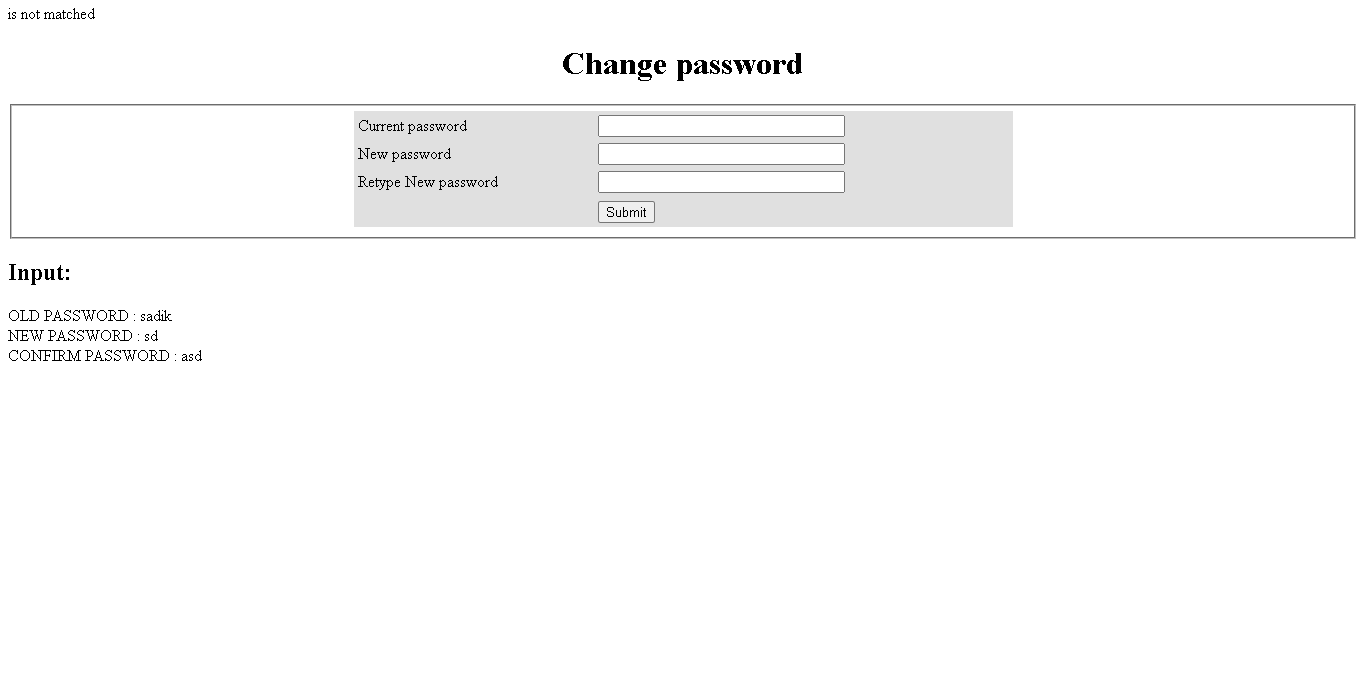 is not matched
Change password
Current password
New password
Retype New password
Submit
Input:
OLD PASSWORD : sadik
NEW PASSWORD : sd
CONFIRM PASSWORD : asd